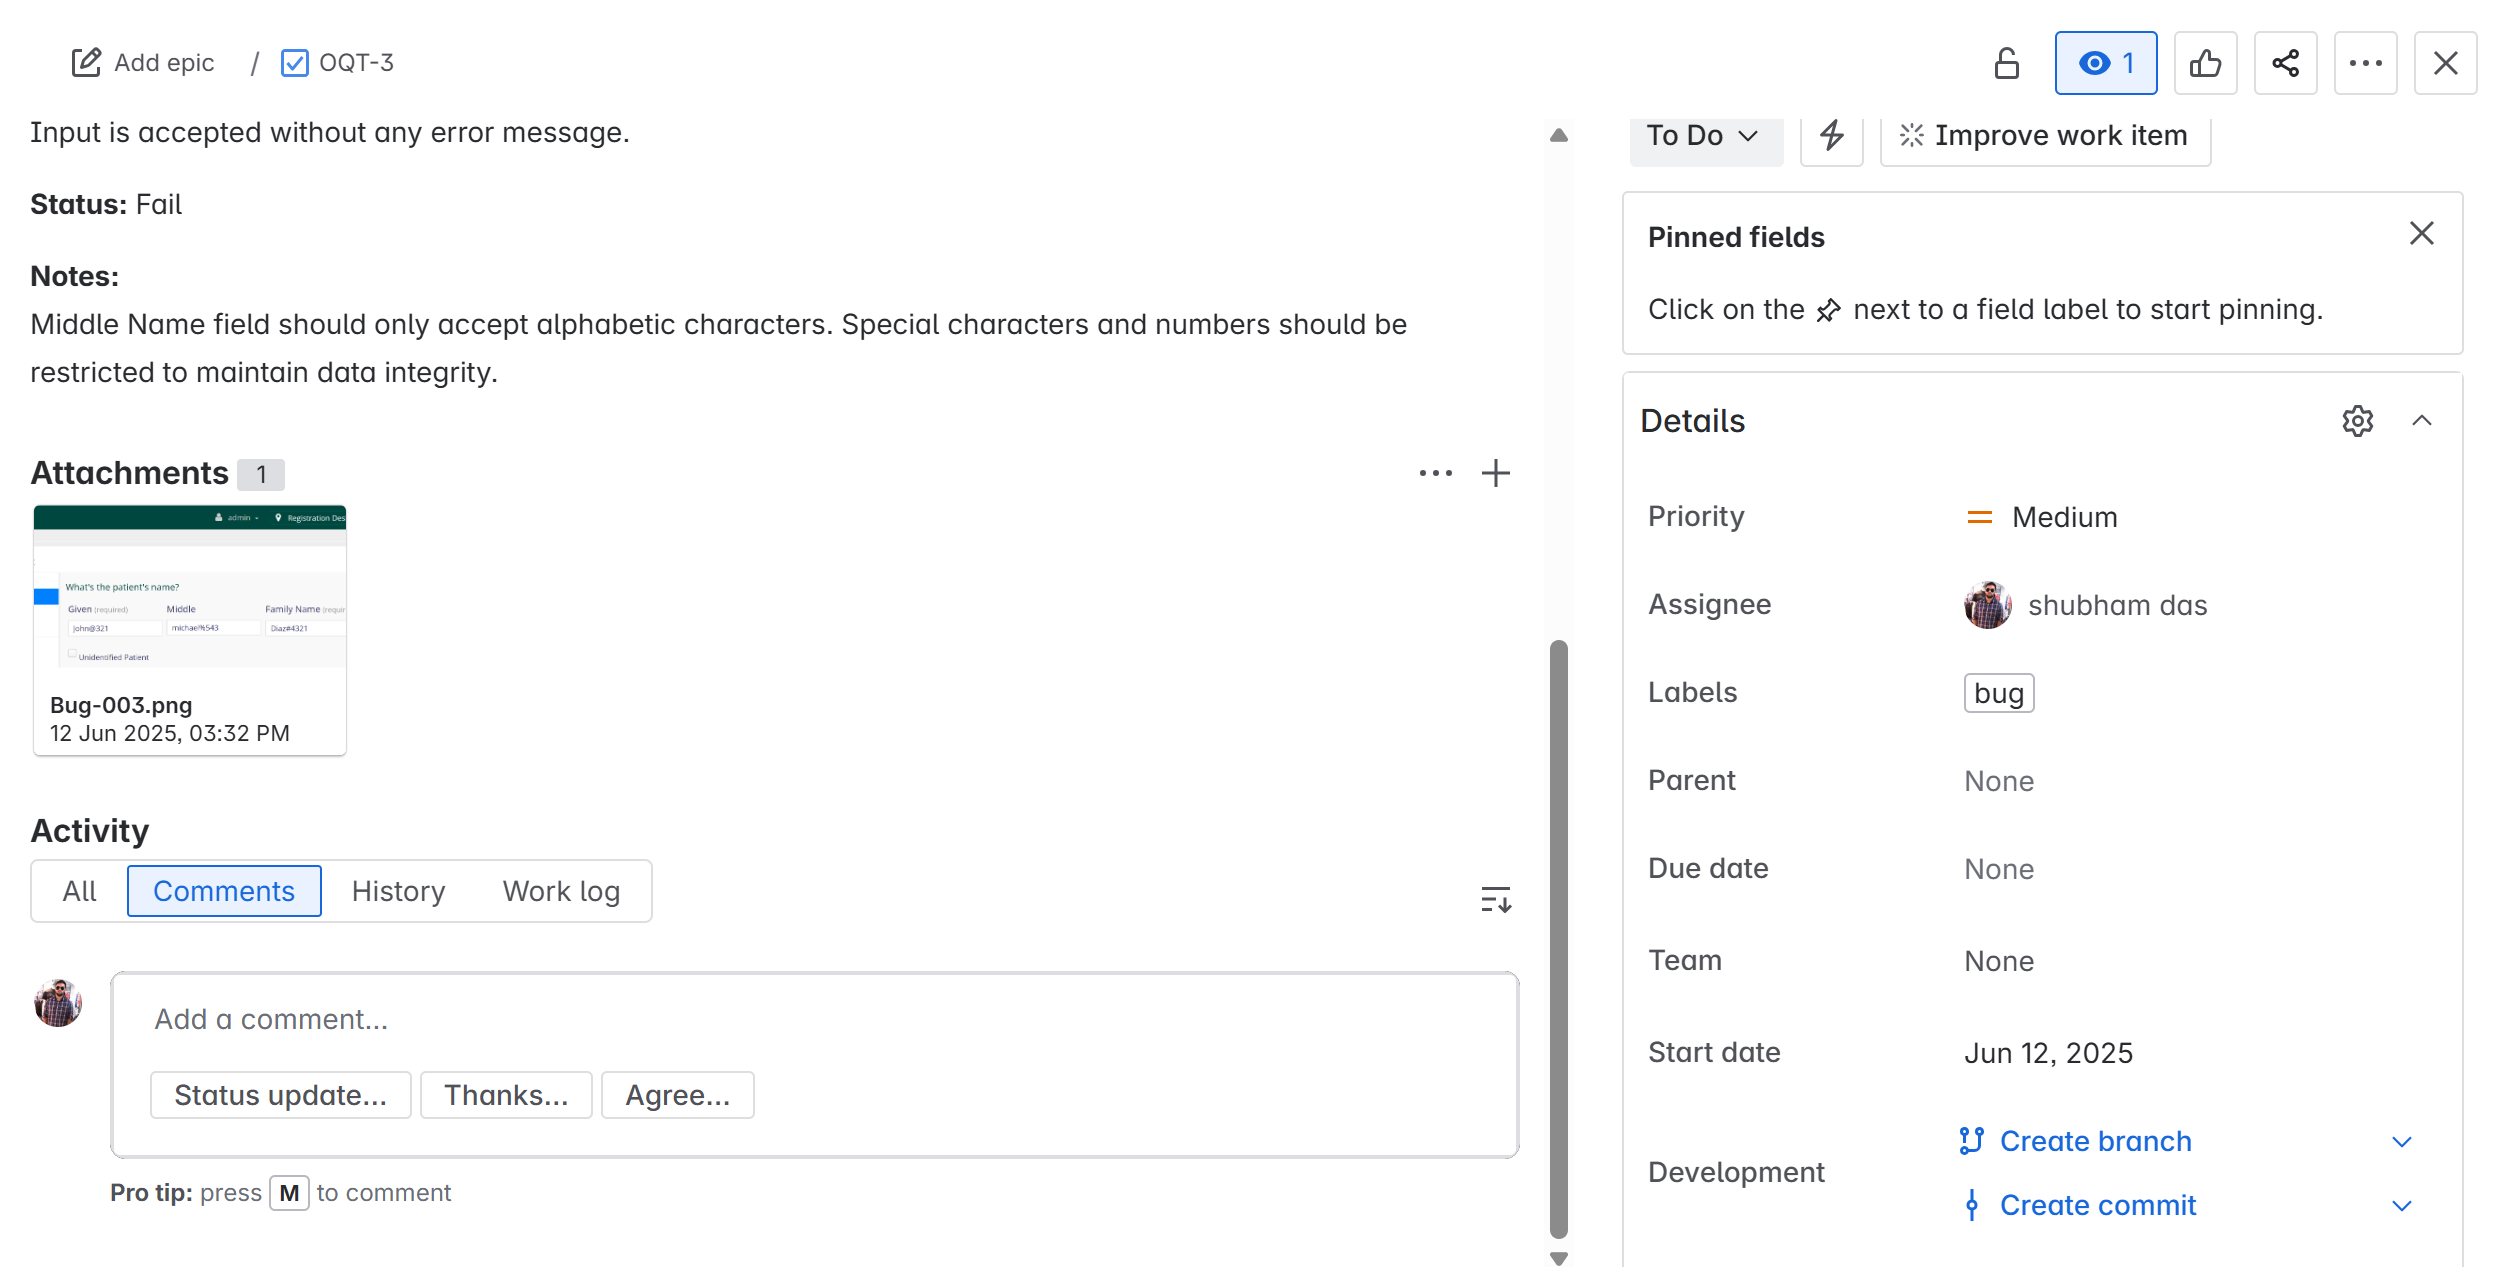 Add epic / OQT-3
1
Input is accepted without any error message.
Status: Fail
Notes:
Middle Name field should only accept alphabetic characters. Special characters and numbers should be
restricted to maintain data integrity.
Attachments 1
admin
Registration Des
What's the patient's name?
Given (required) Middle Family Name (requir
John@321 michael%543 Diaz#4321
Unidentified Patient
Bug-003.png
12 Jun 2025, 03:32 PM
Activity
All Comments History Work log
Add a comment...
Status update... Thanks... Agree...
Pro tip: press M to comment
To Do Improve work item
Pinned fields
Click on the next to a field label to start pinning.
Details
Priority Medium
Assignee shubham das
Labels bug
Parent None
Due date None
Team None
Start date Jun 12, 2025
Development
Create branch
Create commit